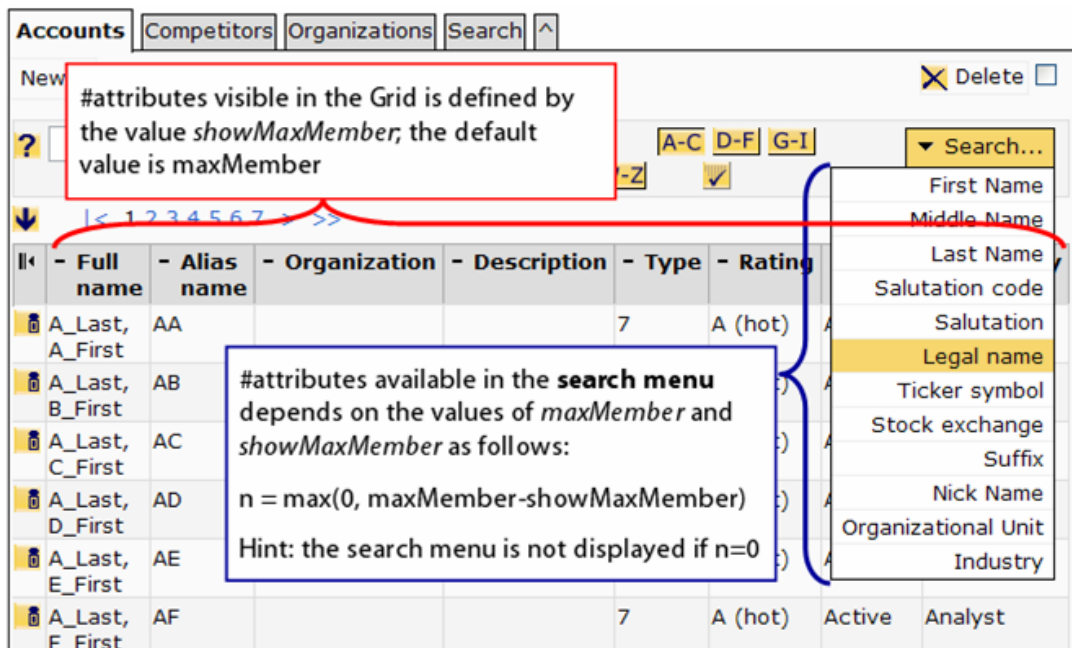 Accounts Competitors Organizations Search ^
New
Delete
#attributes visible in the Grid is defined by
the value showMaxMember; the default
value is maxMember
?
A-C D-F G-I
-Z
Search...
|< 1 2 3 4 5 6 7 > >>
First Name
Middle Name
Last Name
Salutation code
Salutation
Legal name
Ticker symbol
Stock exchange
Suffix
Nick Name
Organizational Unit
Industry
- Full name - Alias name - Organization - Description - Type - Rating
A_Last, A_First AA 7 A (hot)
A_Last, B_First AB
A_Last, C_First AC
A_Last, D_First AD
A_Last, E_First AE
A_Last, F_First AF 7 A (hot) Active Analyst
#attributes available in the search menu
depends on the values of maxMember and
showMaxMember as follows:
n = max(0, maxMember-showMaxMember)
Hint: the search menu is not displayed if n=0